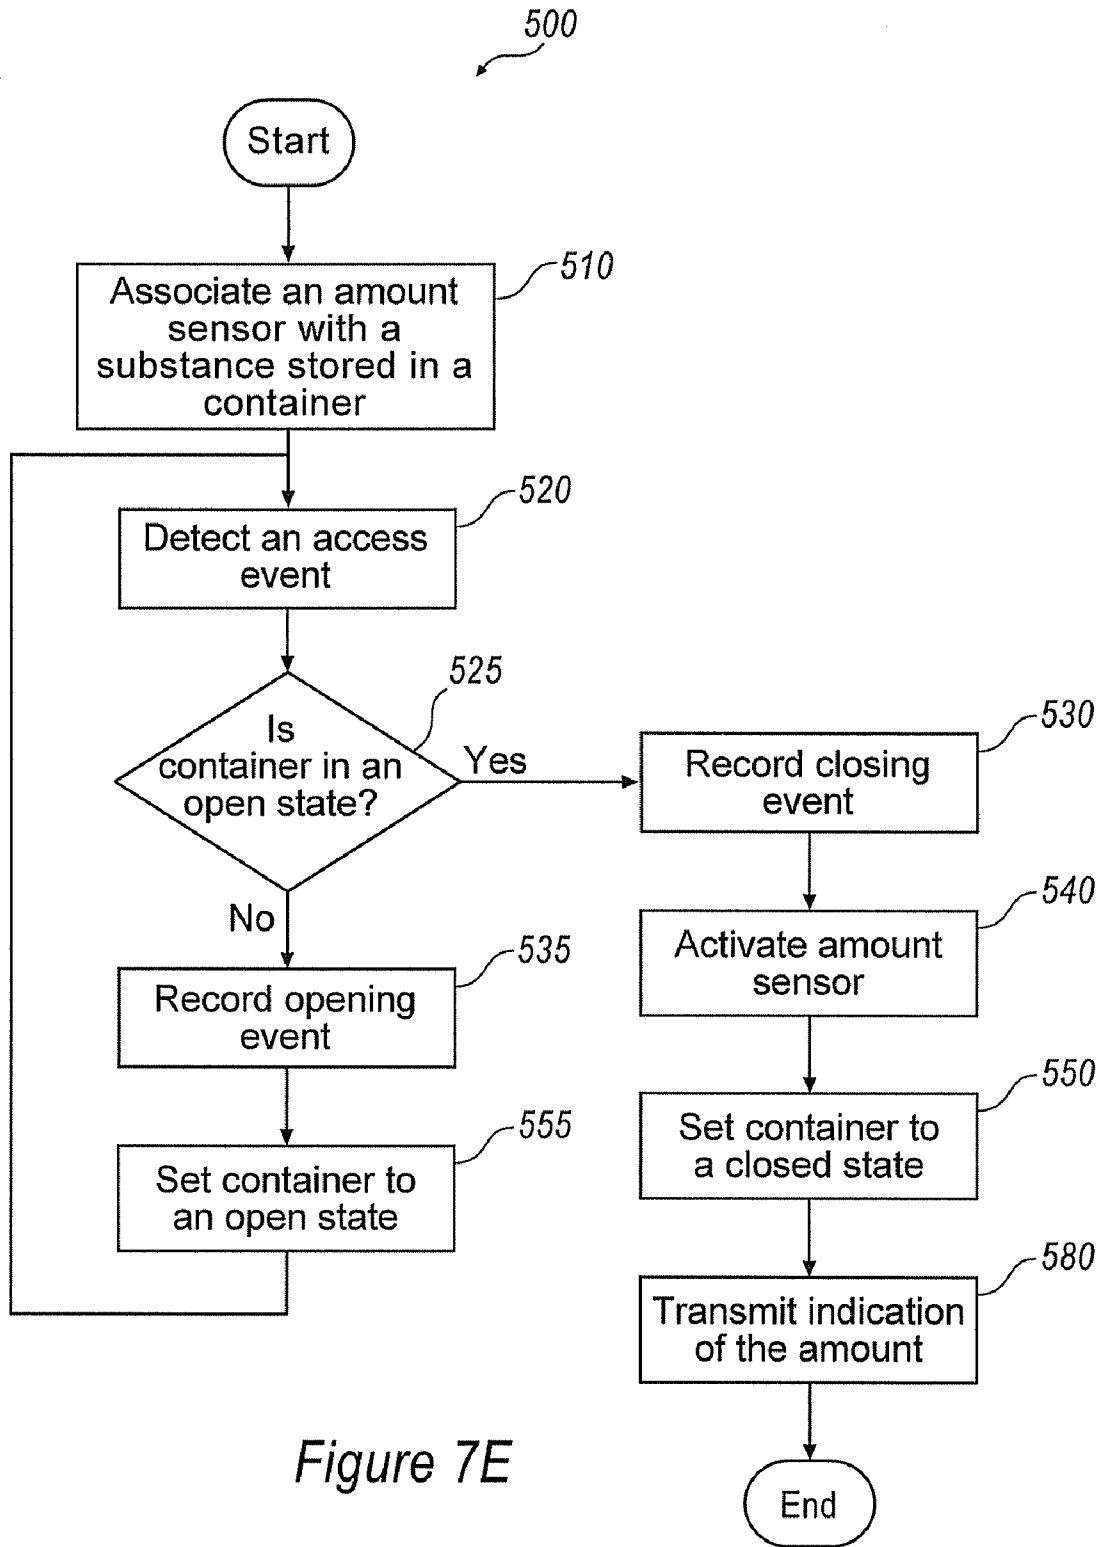 500
Start
510
Associate an amount
sensor with a
substance stored in a
container
520
Detect an access
event
525
Is
container in an
open state?
Yes
530
Record closing
event
No
540
Activate amount
sensor
535
Record opening
event
550
Set container to
a closed state
555
Set container to
an open state
580
Transmit indication
of the amount
Figure 7E
End